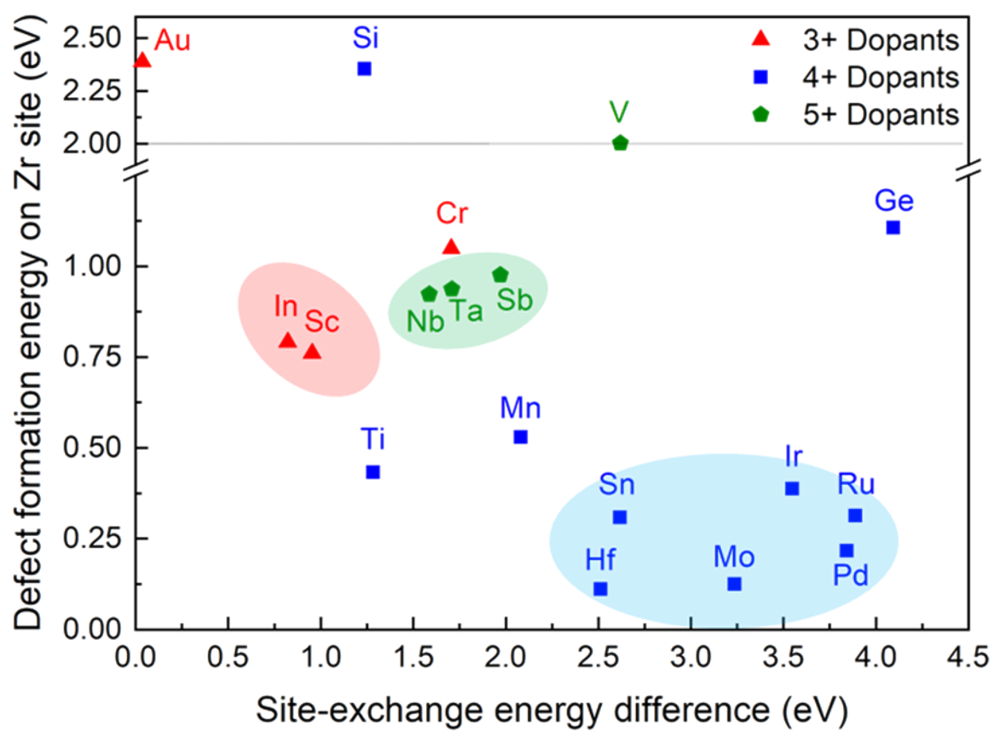 Defect formation energy on Zr site (eV)
2.50
2.25
2.00
1.00
0.75
0.50
0.25
0.00
Au
Si
V
3+ Dopants
4+ Dopants
5+ Dopants
Ge
Cr
In
Sc
Nb
Ta
Sb
Mn
Ti
Ir
Sn
Ru
Hf
Mo
Pd
0.0 0.5 1.0 1.5 2.0 2.5 3.0 3.5 4.0 4.5
Site-exchange energy difference (eV)